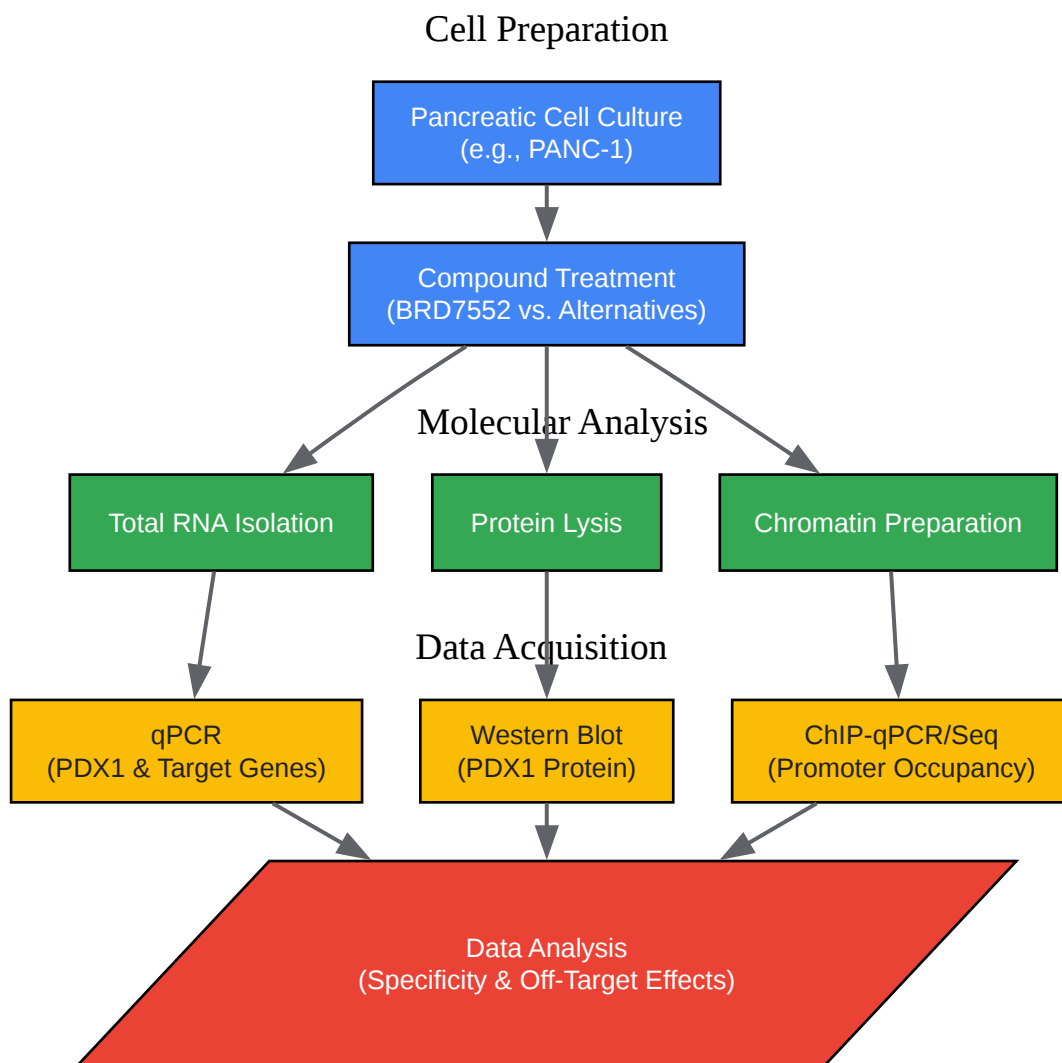 Cell Preparation
Pancreatic Cell Culture
(e.g., PANC-1)
Compound Treatment
(BRD7552 vs. Alternatives)
Molecular Analysis
Total RNA Isolation
Protein Lysis
Chromatin Preparation
Data Acquisition
qPCR
(PDX1 & Target Genes)
Western Blot
(PDX1 Protein)
ChIP-qPCR/Seq
(Promoter Occupancy)
Data Analysis
(Specificity & Off-Target Effects)